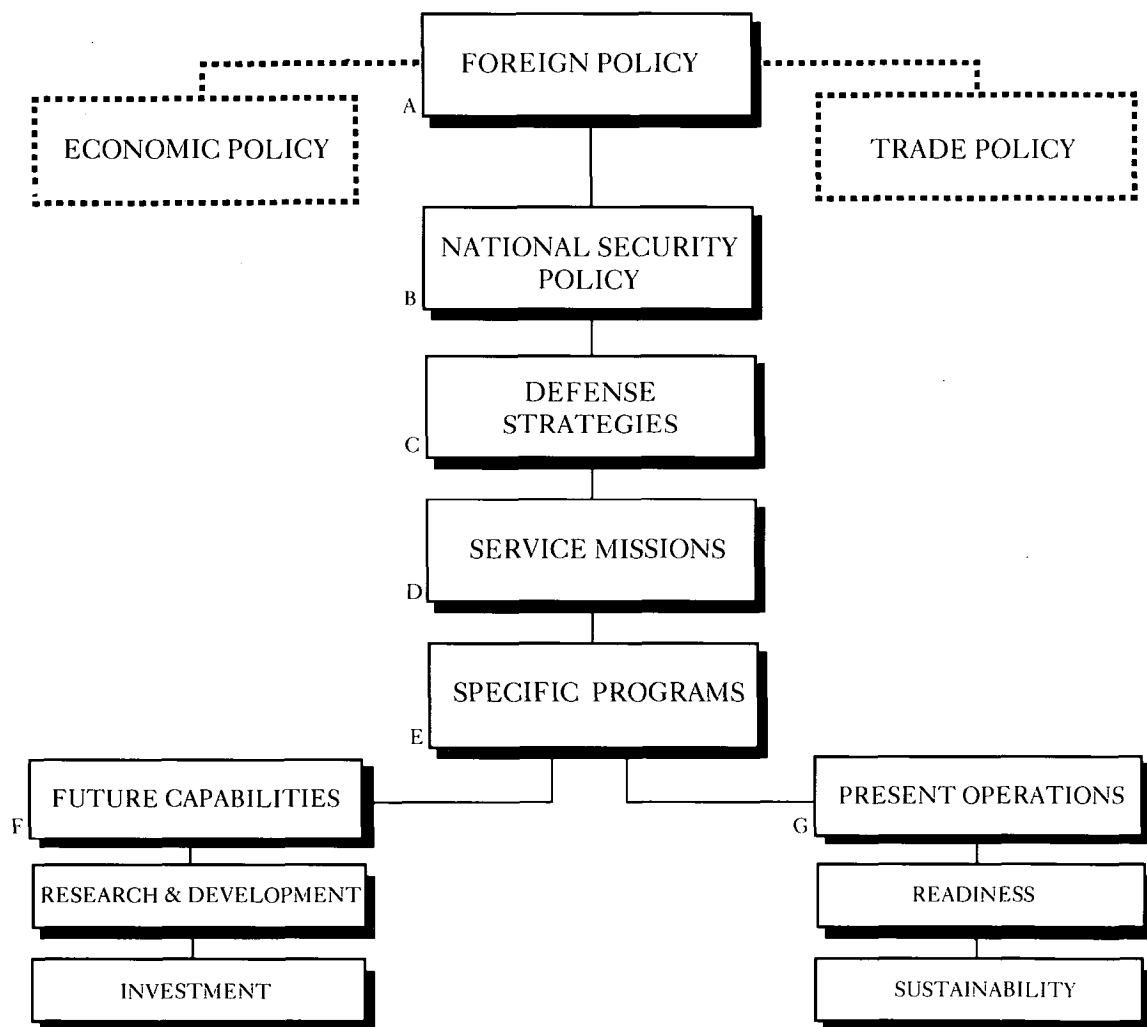 FOREIGN POLICY
A
ECONOMIC POLICY
TRADE POLICY
NATIONAL SECURITY
POLICY
B
DEFENSE
STRATEGIES
C
SERVICE MISSIONS
D
SPECIFIC PROGRAMS
E
FUTURE CAPABILITIES
F
PRESENT OPERATIONS
G
RESEARCH & DEVELOPMENT
READINESS
INVESTMENT
SUSTAINABILITY